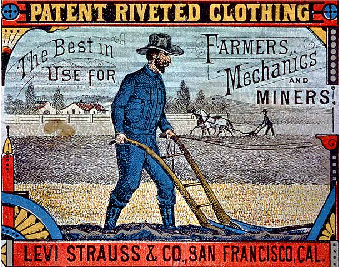 PATENT RIVETED CLOTHING
The Best in
USE FOR
FARMERS,
Mechanics
AND
MINERS!
LEVI STRAUSS & CO., SAN FRANCISCO, CAL.